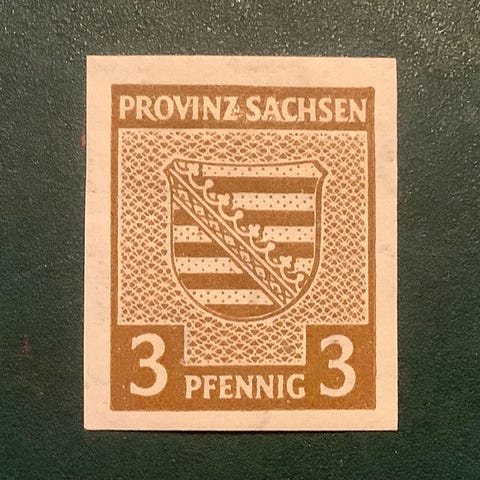 PROVINZ SACHSEN
3 PFENNIG 3